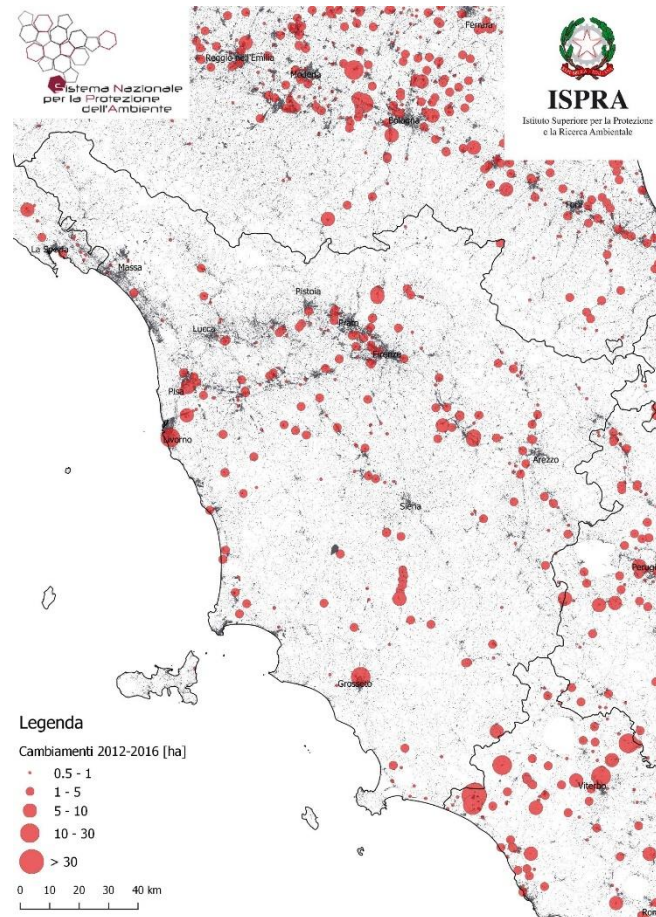 Sistema Nazionale
per la Protezione
dell'Ambiente
ISPRA
Istituto Superiore per la Protezione
e la Ricerca Ambientale
Ferrara
Reggio nell'Emilia
Modena
Bologna
Forlì
La Spezia
Massa
Pistoia
Prato
Lucca
Firenze
Pisa
Livorno
Arezzo
Siena
Perugia
Grosseto
Viterbo
Legenda
Cambiamenti 2012-2016 [ha]
0.5 - 1
1 - 5
5 - 10
10 - 30
> 30
0 10 20 30 40 km